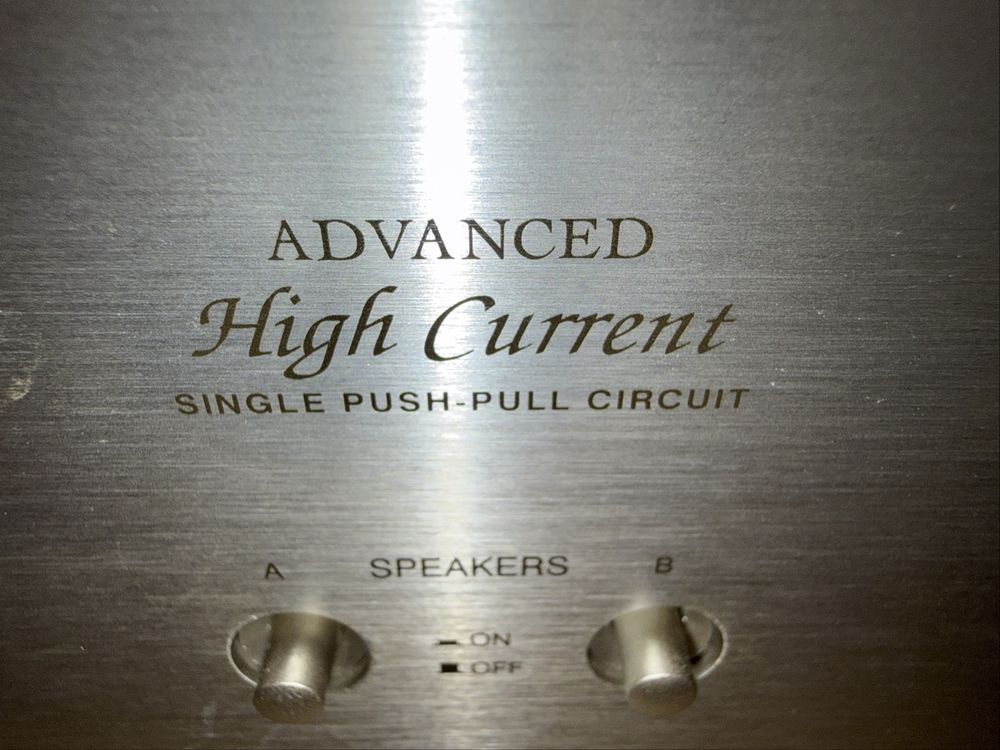 ADVANCED
High Current
SINGLE PUSH-PULL CIRCUIT
A SPEAKERS B
ON
OFF